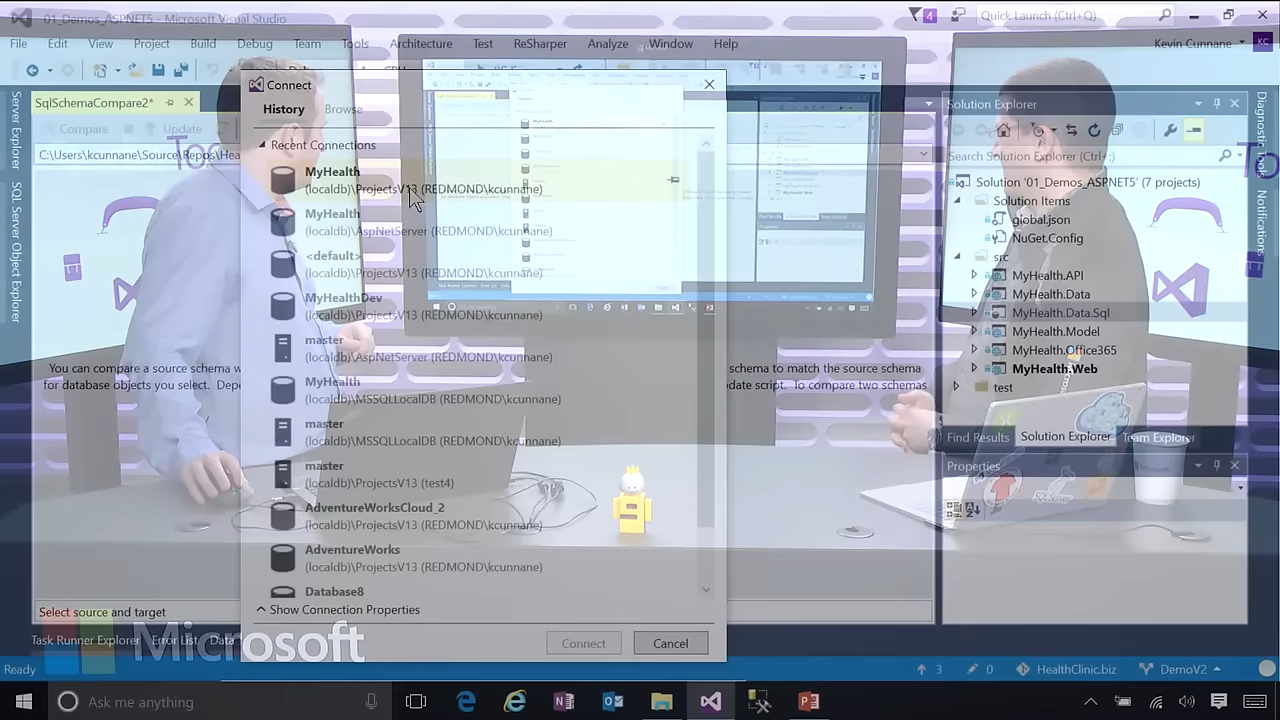 01_Demos_ASPNET5 - Microsoft Visual Studio
4
Quick Launch (Ctrl+Q)
File Edit View Project Build Debug Team Tools Architecture Test ReSharper Analyze Window Help
Kevin Cunnane
KC
SqlSchemaCompare2*
Compare
Update
C:\Users\kcunnane\Source\Repos\Hea
Server Explorer
SQL Server Object Explorer
Connect
History
Browse
Recent Connections
MyHealth
(localdb)\ProjectsV13 (REDMOND\kcunnane)
MyHealth
(localdb)\AspNetServer (REDMOND\kcunnane)
<default>
(localdb)\ProjectsV13 (REDMOND\kcunnane)
MyHealthDev
(localdb)\ProjectsV13 (REDMOND\kcunnane)
master
(localdb)\AspNetServer (REDMOND\kcunnane)
MyHealth
(localdb)\MSSQLLocalDB (REDMOND\kcunnane)
master
(localdb)\MSSQLLocalDB (REDMOND\kcunnane)
master
(localdb)\ProjectsV13 (test4)
AdventureWorksCloud_2
(localdb)\ProjectsV13 (REDMOND\kcunnane)
AdventureWorks
(localdb)\ProjectsV13 (REDMOND\kcunnane)
Database8
Show Connection Properties
Connect
Cancel
You can compare a source schema w
schema to match the source schema
for database objects you select. Depe
date script. To compare two schemas
Solution Explorer
Search Solution Explorer (Ctrl+;)
Solution '01_Demos_ASPNET5' (7 projects)
Solution Items
global.json
NuGet.Config
src
MyHealth.API
MyHealth.Data
MyHealth.Data.Sql
MyHealth.Model
MyHealth.Office365
MyHealth.Web
test
Find Results
Solution Explorer
Team Explorer
Properties
Diagnostic Tools
Notifications
Select source and target
Task Runner Explorer Error List Data
Microsoft
Ready
3
0
HealthClinic.biz
DemoV2
Ask me anything